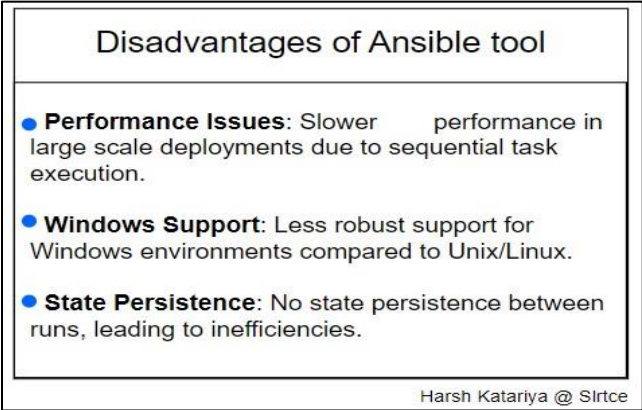 Disadvantages of Ansible tool
Performance Issues: Slower performance in
large scale deployments due to sequential task
execution.
Windows Support: Less robust support for
Windows environments compared to Unix/Linux.
State Persistence: No state persistence between
runs, leading to inefficiencies.
Harsh Katariya @ Slrtce